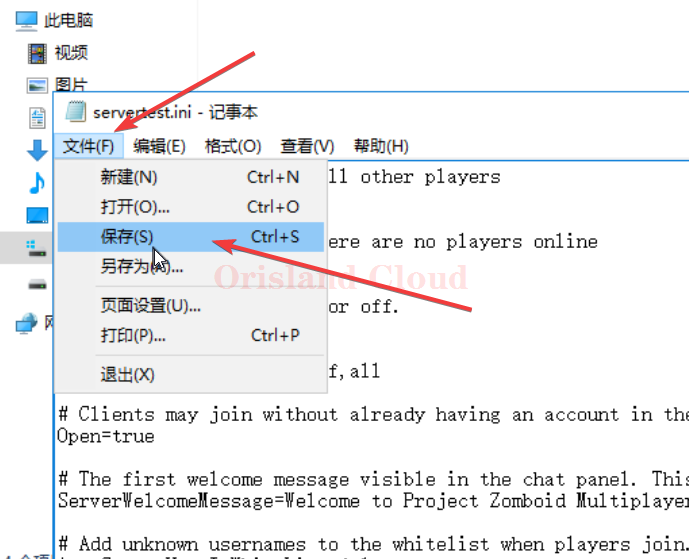 此电脑
视频
图片
servertest.ini - 记事本
文件(F) 编辑(E) 格式(O) 查看(V) 帮助(H)
新建(N) Ctrl+N
ll other players
打开(O)... Ctrl+O
保存(S) Ctrl+S
ere are no players online
另存为(A)...
Orisland Cloud
页面设置(U)...
or off.
打印(P)... Ctrl+P
退出(X)
f,all
# Clients may join without already having an account in the
Open=true
# The first welcome message visible in the chat panel. This
ServerWelcomeMessage=Welcome to Project Zomboid Multiplayer
# Add unknown usernames to the whitelist when players join.